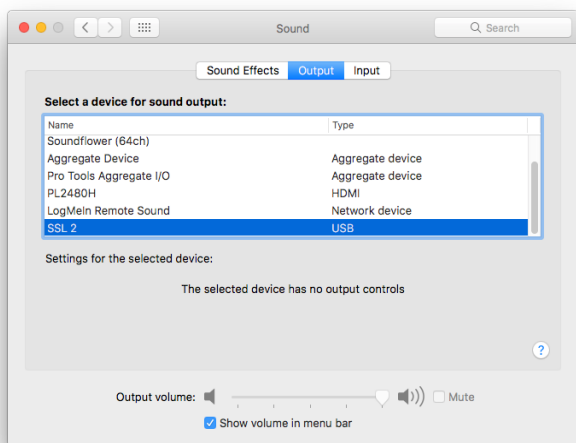 Sound
Search
Sound Effects Output Input
Select a device for sound output:
Name Type
Soundflower (64ch)
Aggregate Device Aggregate device
Pro Tools Aggregate I/O Aggregate device
PL2480H HDMI
LogMeIn Remote Sound Network device
SSL 2 USB
Settings for the selected device:
The selected device has no output controls
?
Output volume: Mute
Show volume in menu bar